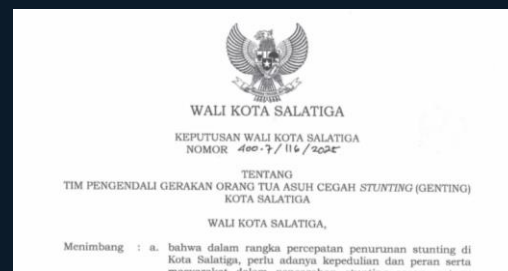 WALI KOTA SALATIGA
KEPUTUSAN WALI KOTA SALATIGA
NOMOR 400.7/116/2025
TENTANG
TIM PENGENDALI GERAKAN ORANG TUA ASUH CEGAH STUNTING (GENTING)
KOTA SALATIGA
WALI KOTA SALATIGA,
Menimbang : a. bahwa dalam rangka percepatan penurunan stunting di
Kota Salatiga, perlu adanya kepedulian dan peran serta